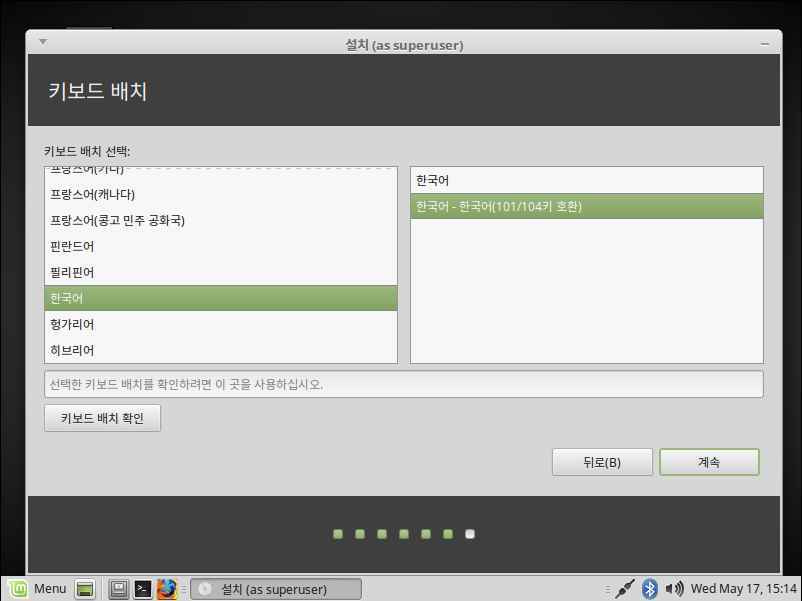 설치 (as superuser)
키보드 배치
키보드 배치 선택:
프랑스어(캐나다)
프랑스어(콩고 민주 공화국)
핀란드어
필리핀어
한국어
헝가리어
히브리어
한국어
한국어 - 한국어(101/104키 호환)
선택한 키보드 배치를 확인하려면 이 곳을 사용하십시오.
키보드 배치 확인
뒤로(B)
계속
Menu
설치 (as superuser)
Wed May 17, 15:14